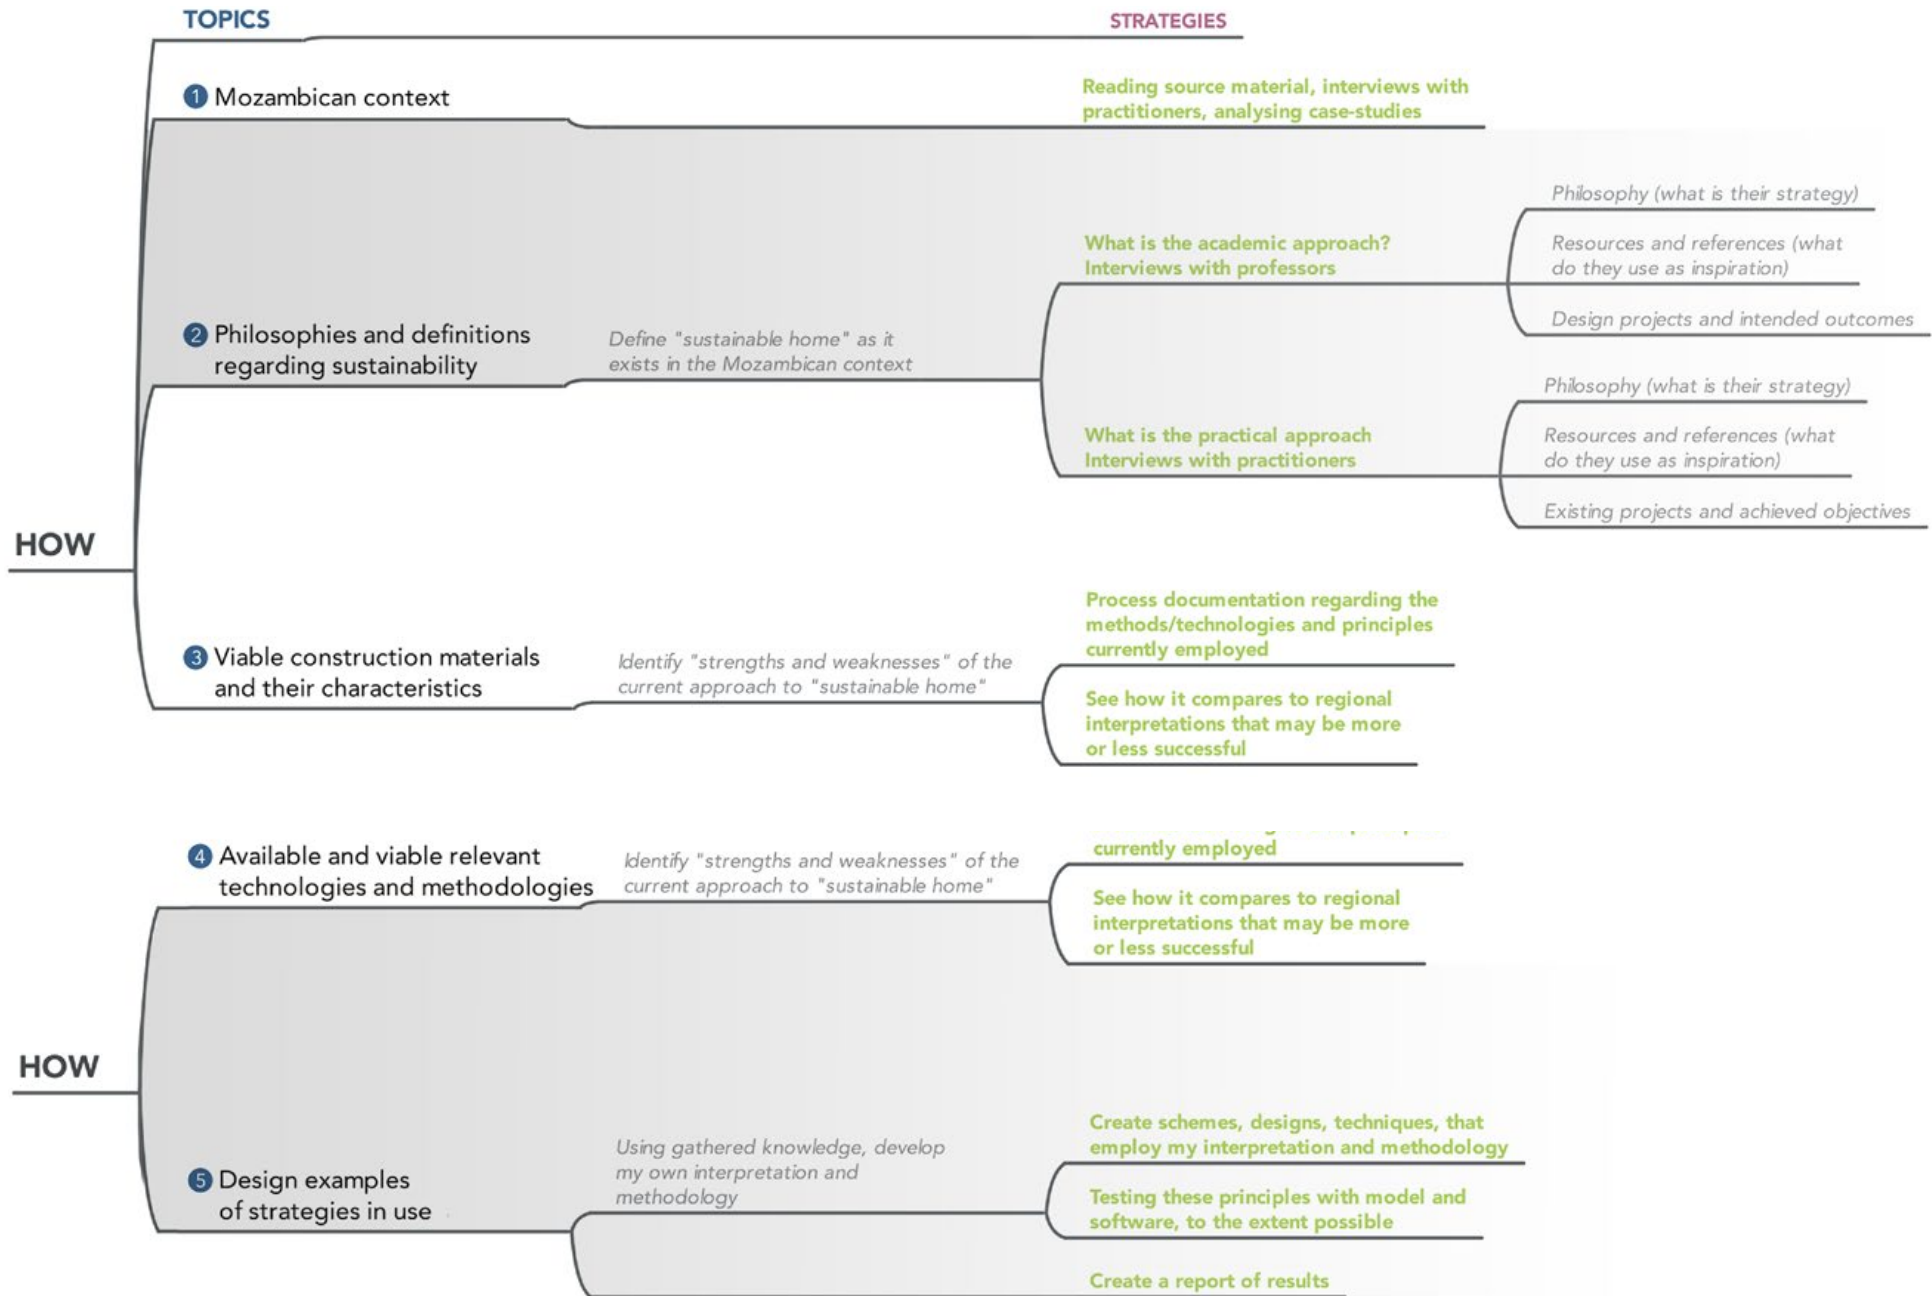 TOPICS
STRATEGIES
1 Mozambican context
Reading source material, interviews with
practitioners, analysing case-studies
2 Philosophies and definitions
regarding sustainability
Define "sustainable home" as it
exists in the Mozambican context
What is the academic approach?
Interviews with professors
Philosophy (what is their strategy)
Resources and references (what
do they use as inspiration)
Design projects and intended outcomes
What is the practical approach
Interviews with practitioners
Philosophy (what is their strategy)
Resources and references (what
do they use as inspiration)
Existing projects and achieved objectives
HOW
3 Viable construction materials
and their characteristics
Identify "strengths and weaknesses" of the
current approach to "sustainable home"
Process documentation regarding the
methods/technologies and principles
currently employed
See how it compares to regional
interpretations that may be more
or less successful
4 Available and viable relevant
technologies and methodologies
Identify "strengths and weaknesses" of the
current approach to "sustainable home"
currently employed
See how it compares to regional
interpretations that may be more
or less successful
HOW
5 Design examples
of strategies in use
Using gathered knowledge, develop
my own interpretation and
methodology
Create schemes, designs, techniques, that
employ my interpretation and methodology
Testing these principles with model and
software, to the extent possible
Create a report of results